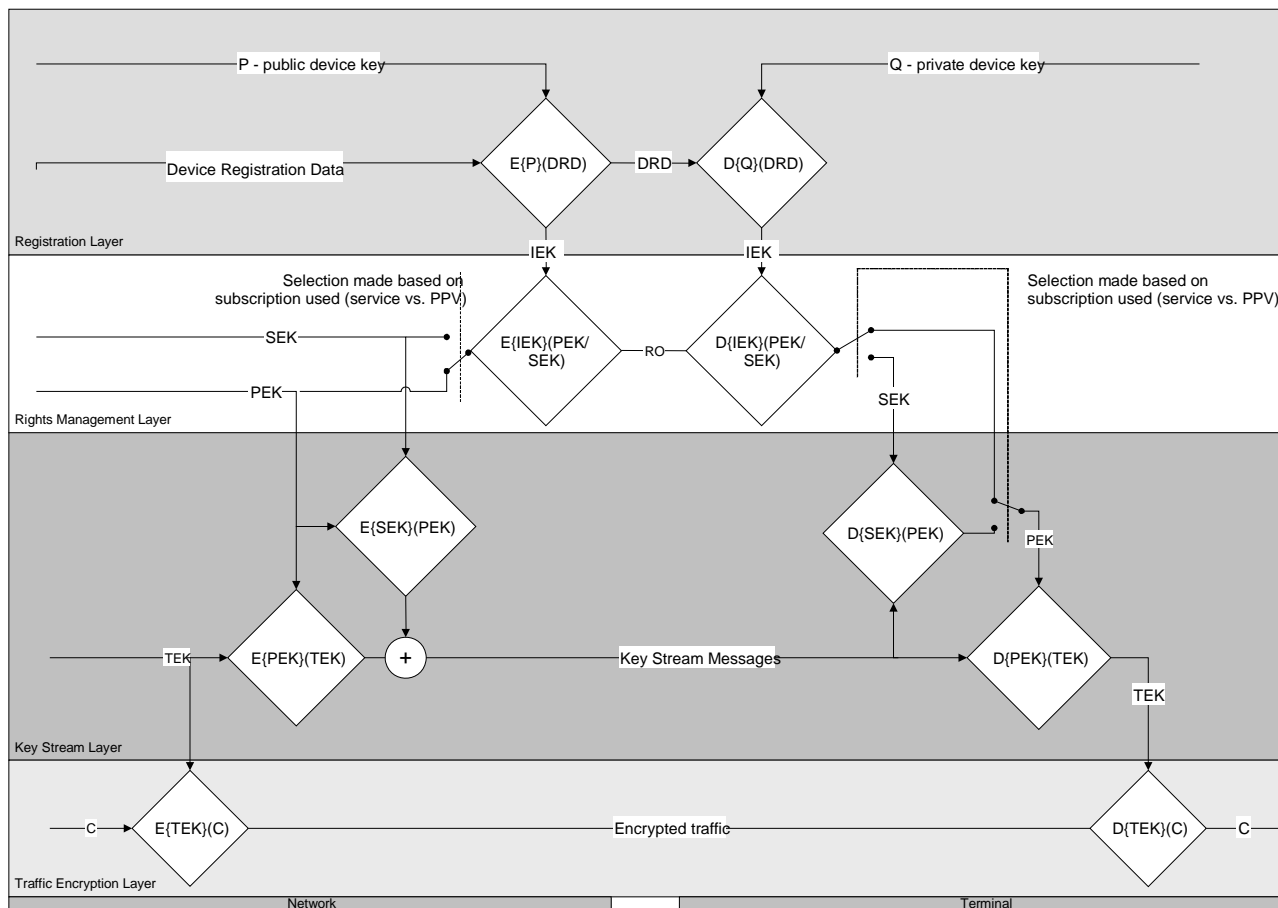 P - public device key
Q - private device key
E{P}(DRD)
DRD
D{Q}(DRD)
Device Registration Data
Registration Layer
IEK
IEK
Selection made based on
subscription used (service vs. PPV)
Selection made based on
subscription used (service vs. PPV)
SEK
E{IEK}(PEK/
SEK)
RO
D{IEK}(PEK/
SEK)
PEK
SEK
Rights Management Layer
E{SEK}(PEK)
D{SEK}(PEK)
PEK
TEK
E{PEK}(TEK)
+
Key Stream Messages
D{PEK}(TEK)
TEK
Key Stream Layer
C
E{TEK}(C)
Encrypted traffic
D{TEK}(C)
C
Traffic Encryption Layer
Network
Terminal